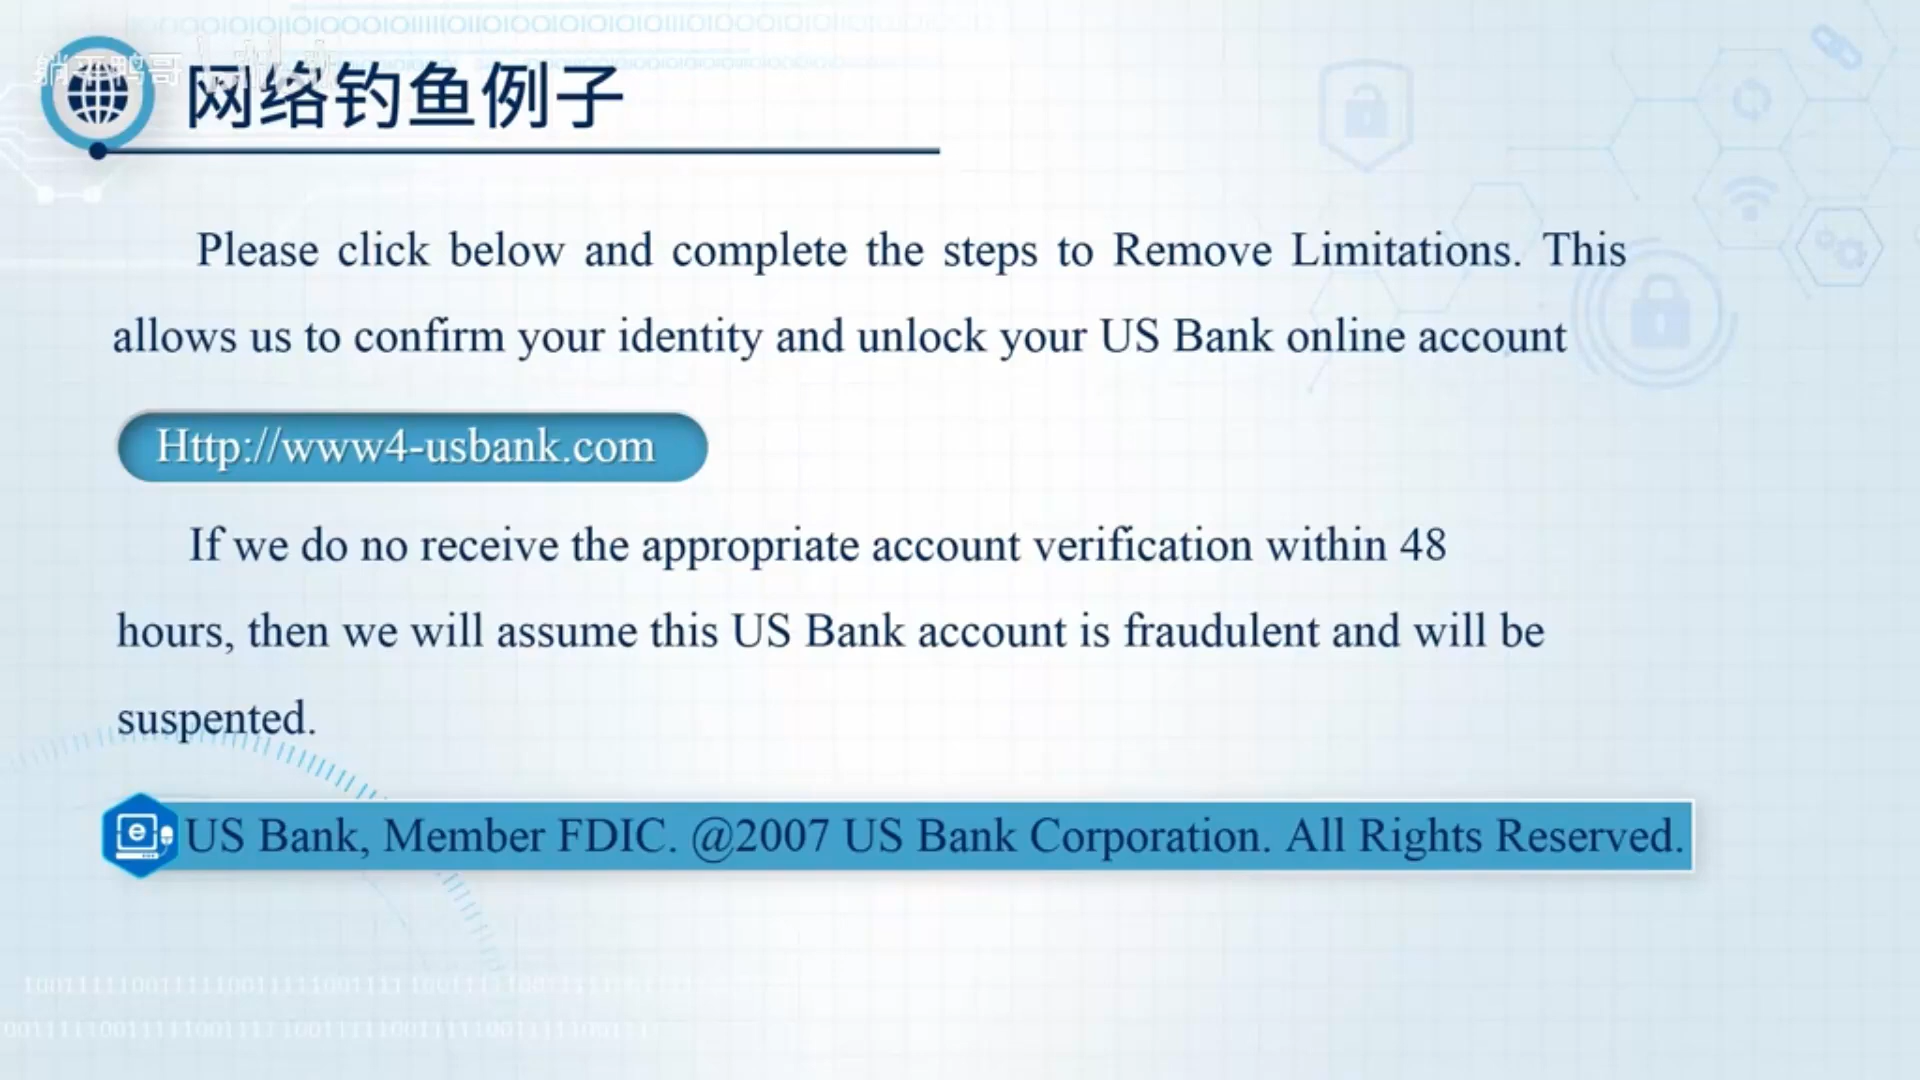 网络钓鱼例子
Please click below and complete the steps to Remove Limitations. This
allows us to confirm your identity and unlock your US Bank online account
Http://www4-usbank.com
If we do no receive the appropriate account verification within 48
hours, then we will assume this US Bank account is fraudulent and will be
suspented.
US Bank, Member FDIC. @2007 US Bank Corporation. All Rights Reserved.